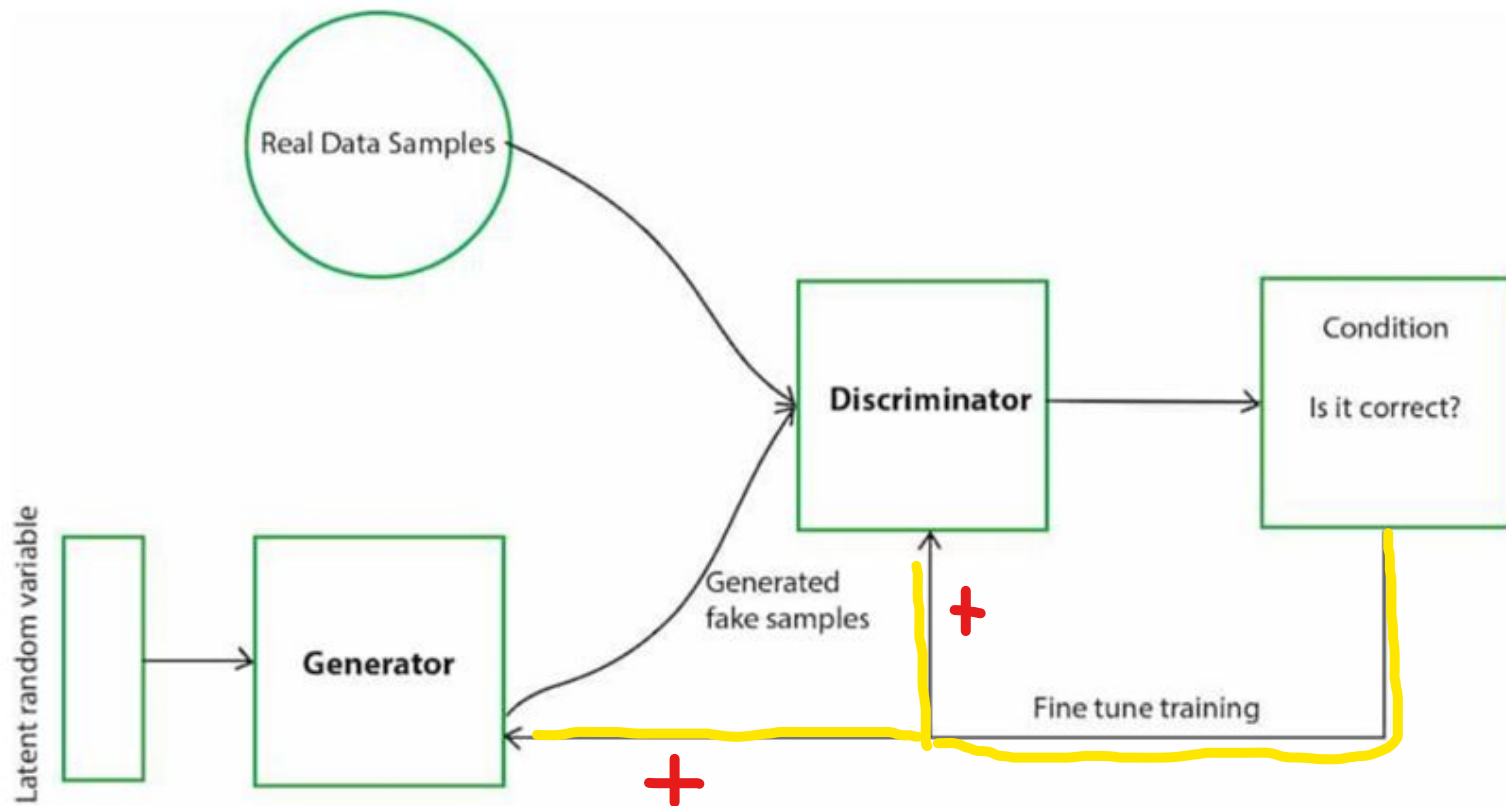 Real Data Samples
Condition
Is it correct?
Discriminator
Generated
fake samples
Latent random variable
Generator
Fine tune training